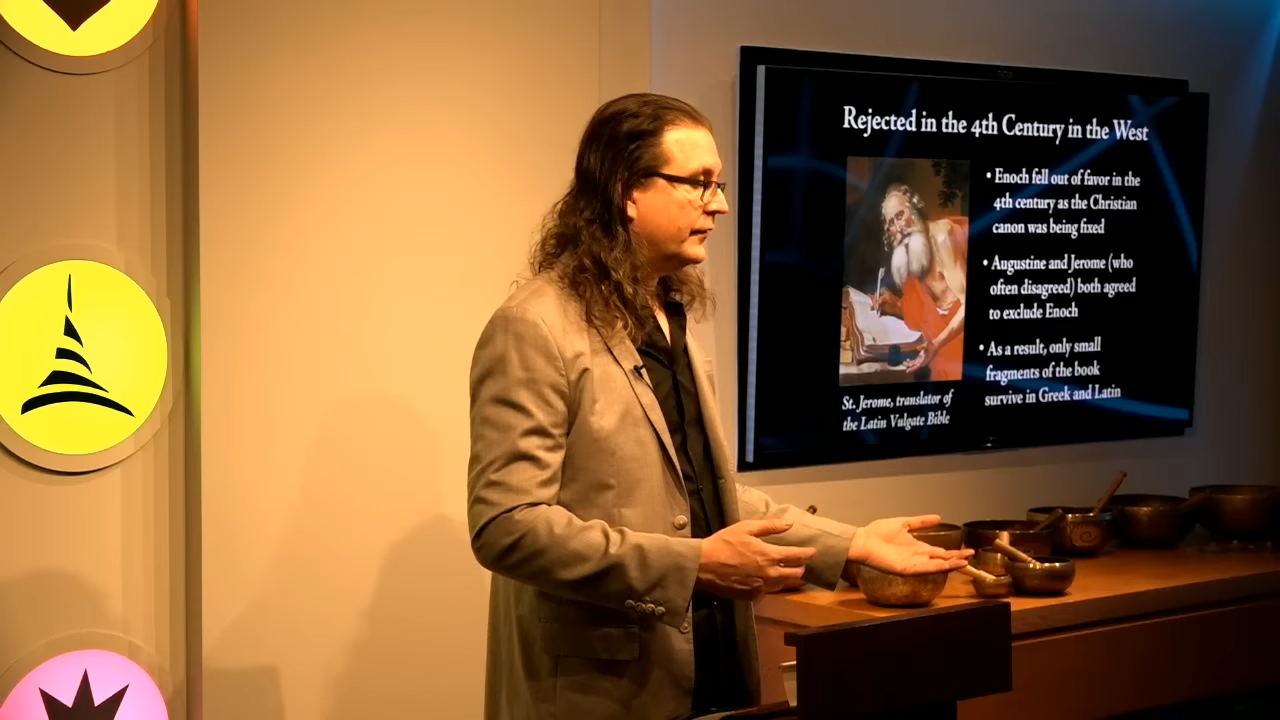 Rejected in the 4th Century in the West
• Enoch fell out of favor in the
4th century as the Christian
canon was being fixed
• Augustine and Jerome (who
often disagreed) both agreed
to exclude Enoch
• As a result, only small
fragments of the book
survive in Greek and Latin
St. Jerome, translator of
the Latin Vulgate Bible